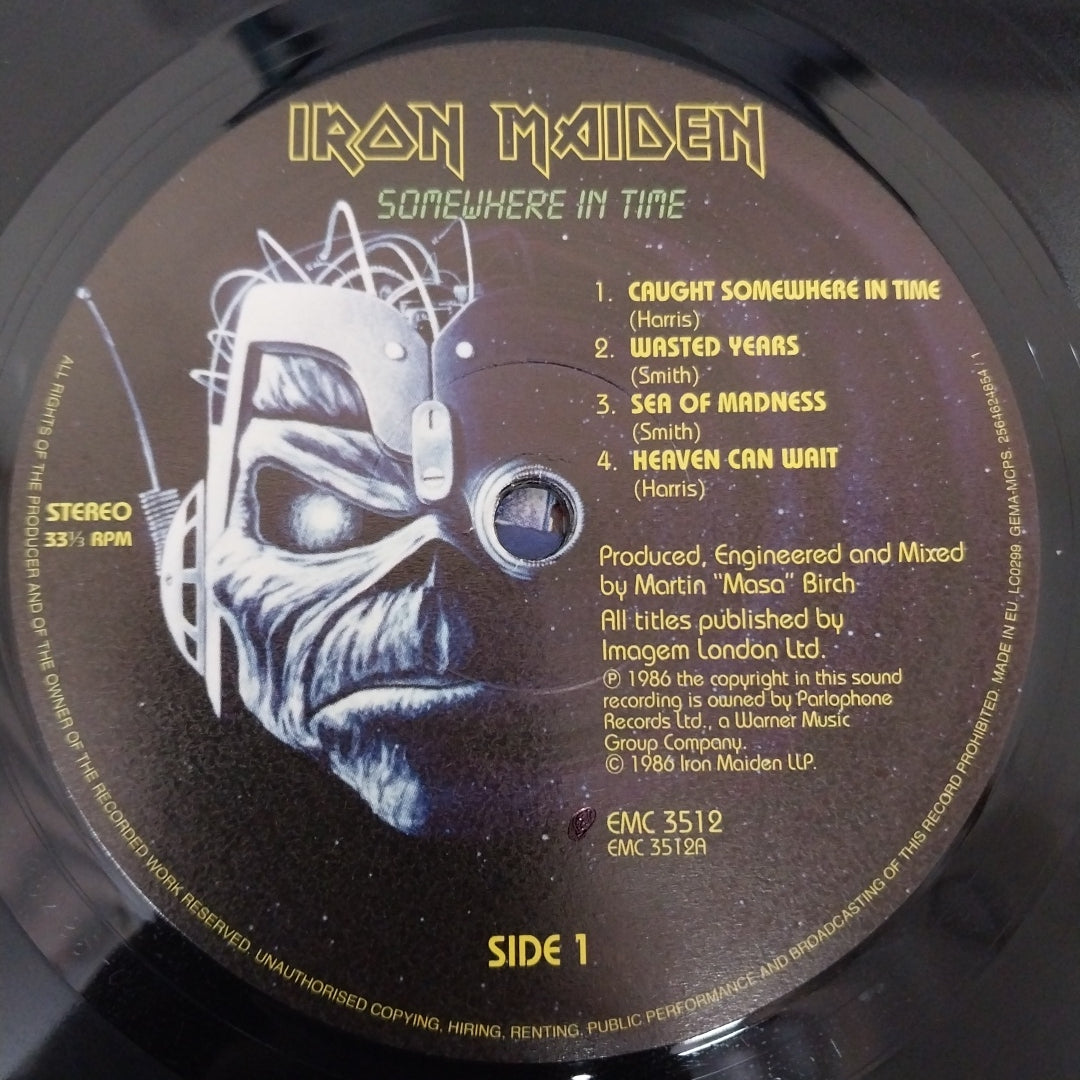 IRON MAIDEN
SOMEWHERE IN TIME
1. CAUGHT SOMEWHERE IN TIME
(Harris)
2. WASTED YEARS
(Smith)
3. SEA OF MADNESS
(Smith)
4. HEAVEN CAN WAIT
(Harris)
STEREO
33⅓ RPM
Produced, Engineered and Mixed
by Martin "Masa" Birch
All titles published by
Imagem London Ltd.
℗ 1986 the copyright in this sound
recording is owned by Parlophone
Records Ltd., a Warner Music
Group Company.
© 1986 Iron Maiden LLP.
EMC 3512
EMC 3512A
SIDE 1
ALL RIGHTS OF THE PRODUCER AND OF THE OWNER OF THE RECORDED WORK RESERVED. UNAUTHORISED COPYING, HIRING, RENTING, PUBLIC PERFORMANCE AND BROADCASTING OF THIS RECORD PROHIBITED. MADE IN EU. LC0299 GEMA-MCPS. 2564624854 / 1